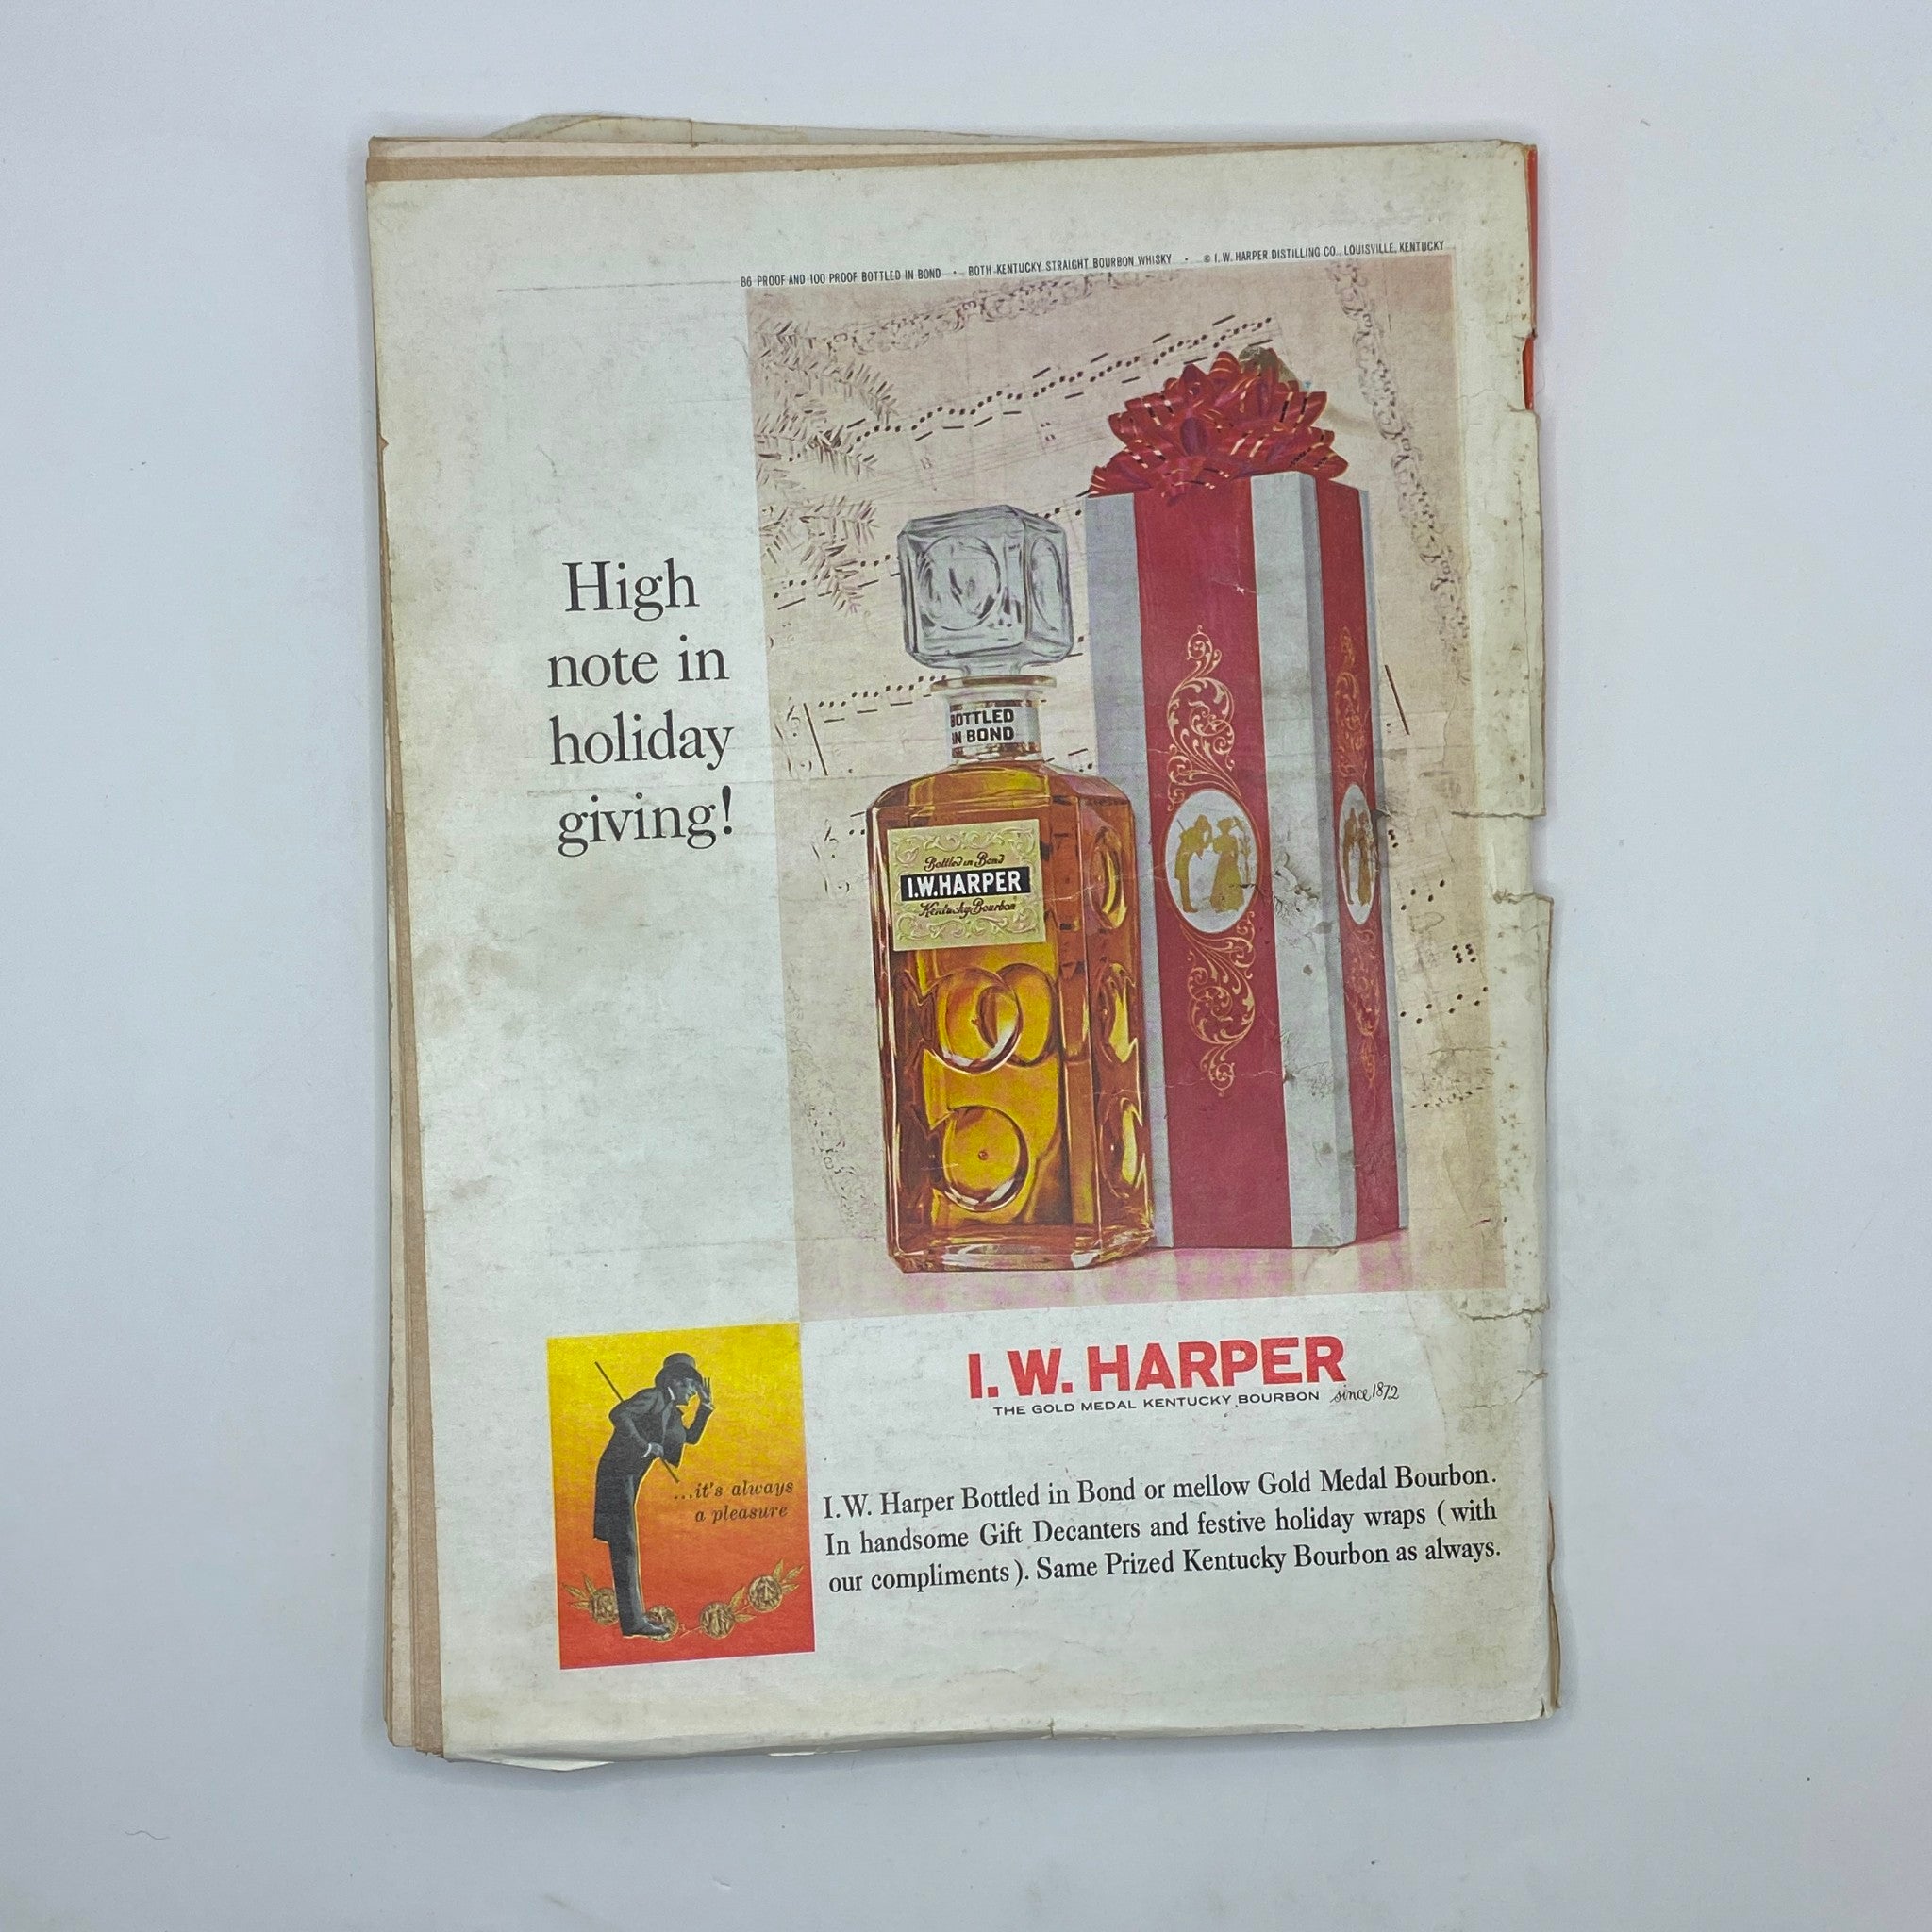 86 PROOF AND 100 PROOF BOTTLED IN BOND • BOTH KENTUCKY STRAIGHT BOURBON WHISKY • © I. W. HARPER DISTILLING CO., LOUISVILLE, KENTUCKY
High
note in
holiday
giving!
BOTTLED
IN BOND
Bottled in Bond
I.W.HARPER
Kentucky Bourbon
I.W. HARPER
THE GOLD MEDAL KENTUCKY BOURBON since 1872
...it's always
a pleasure
I.W. Harper Bottled in Bond or mellow Gold Medal Bourbon.
In handsome Gift Decanters and festive holiday wraps (with
our compliments). Same Prized Kentucky Bourbon as always.